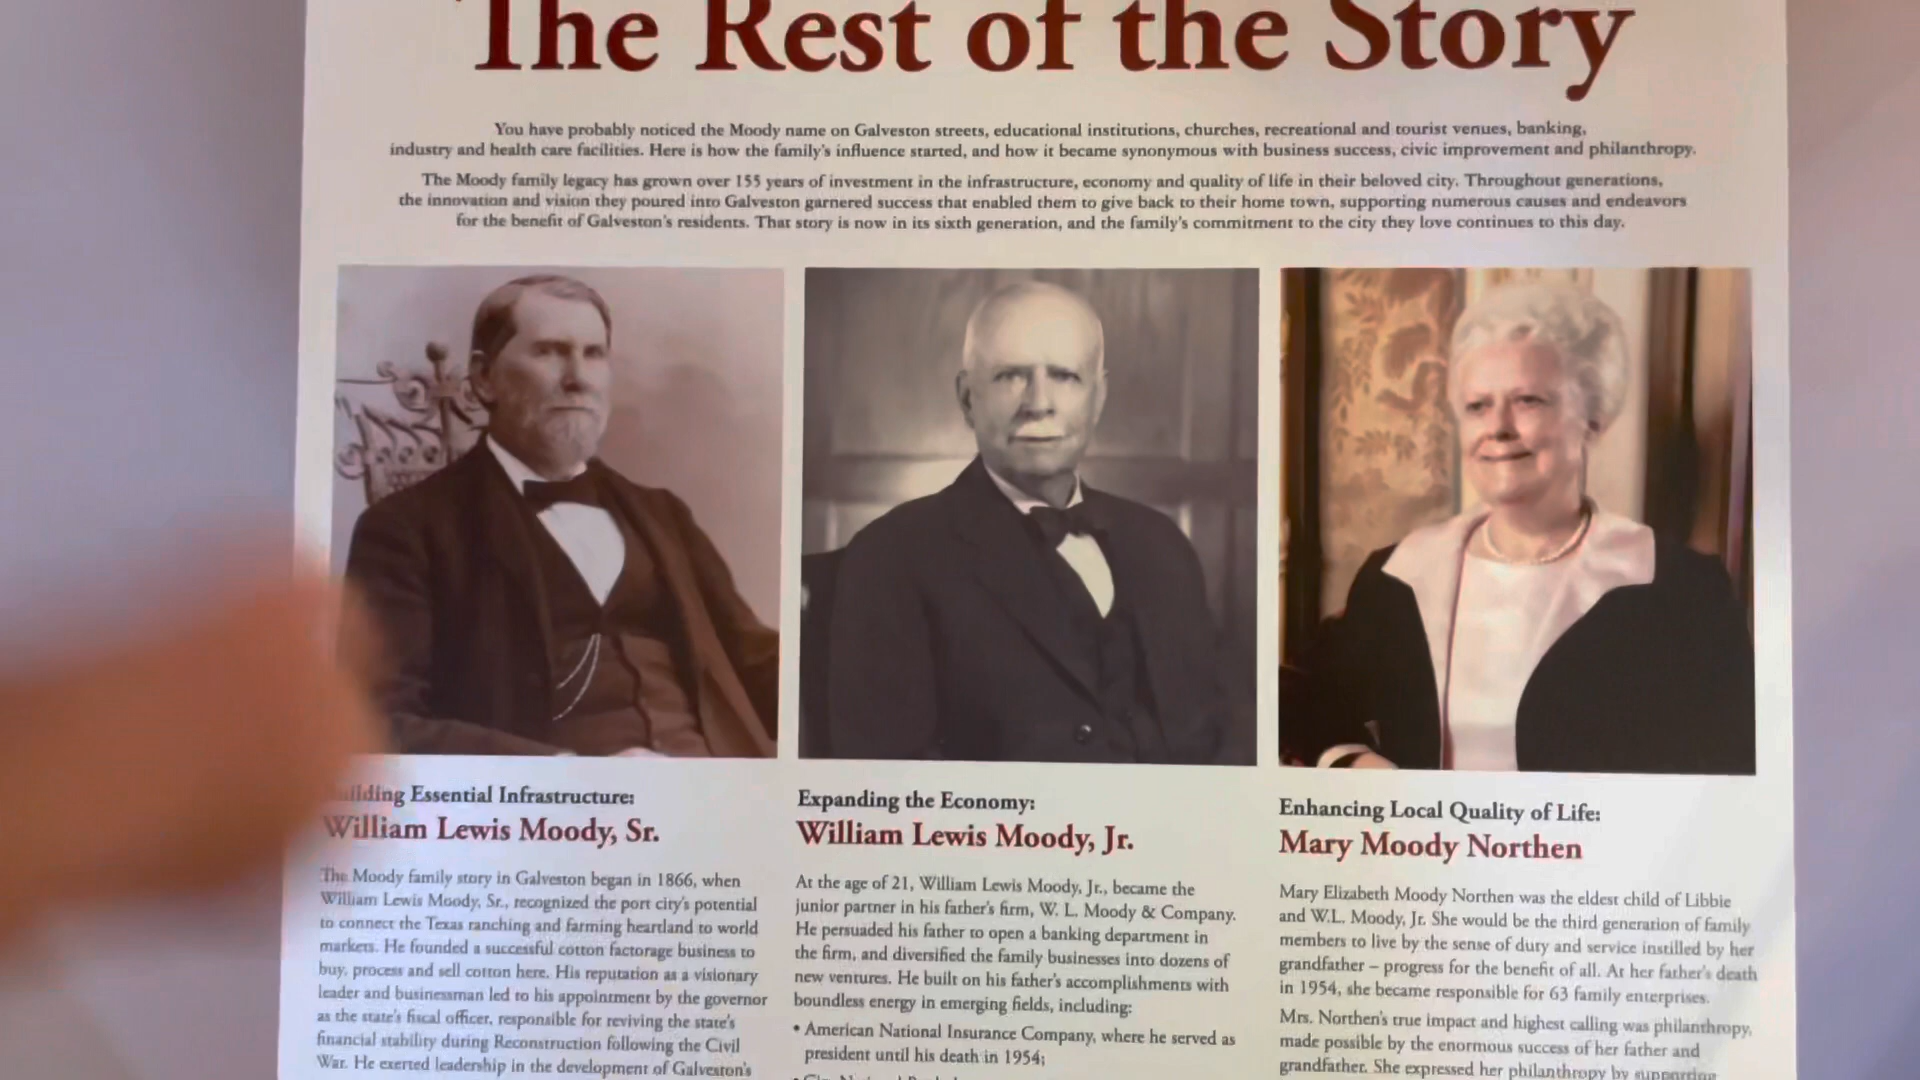 The Rest of the Story
You have probably noticed the Moody name on Galveston streets, educational institutions, churches, recreational and tourist venues, banking,
industry and health care facilities. Here is how the family's influence started, and how it became synonymous with business success, civic improvement and philanthropy.
The Moody family legacy has grown over 155 years of investment in the infrastructure, economy and quality of life in their beloved city. Throughout generations,
the innovation and vision they poured into Galveston garnered success that enabled them to give back to their home town, supporting numerous causes and endeavors
for the benefit of Galveston's residents. That story is now in its sixth generation, and the family's commitment to the city they love continues to this day.
Building Essential Infrastructure:
William Lewis Moody, Sr.
The Moody family story in Galveston began in 1866, when
William Lewis Moody, Sr., recognized the port city's potential
to connect the Texas ranching and farming heartland to world
markets. He founded a successful cotton factorage business to
buy, process and sell cotton here. His reputation as a visionary
leader and businessman led to his appointment by the governor
as the state's fiscal officer, responsible for reviving the state's
financial stability during Reconstruction following the Civil
War. He exerted leadership in the development of Galveston's
Expanding the Economy:
William Lewis Moody, Jr.
At the age of 21, William Lewis Moody, Jr., became the
junior partner in his father's firm, W. L. Moody & Company.
He persuaded his father to open a banking department in
the firm, and diversified the family businesses into dozens of
new ventures. He built on his father's accomplishments with
boundless energy in emerging fields, including:
• American National Insurance Company, where he served as
president until his death in 1954;
Enhancing Local Quality of Life:
Mary Moody Northen
Mary Elizabeth Moody Northen was the eldest child of Libbie
and W.L. Moody, Jr. She would be the third generation of family
members to live by the sense of duty and service instilled by her
grandfather – progress for the benefit of all. At her father's death
in 1954, she became responsible for 63 family enterprises.
Mrs. Northen's true impact and highest calling was philanthropy,
made possible by the enormous success of her father and
grandfather. She expressed her philanthropy by supporting